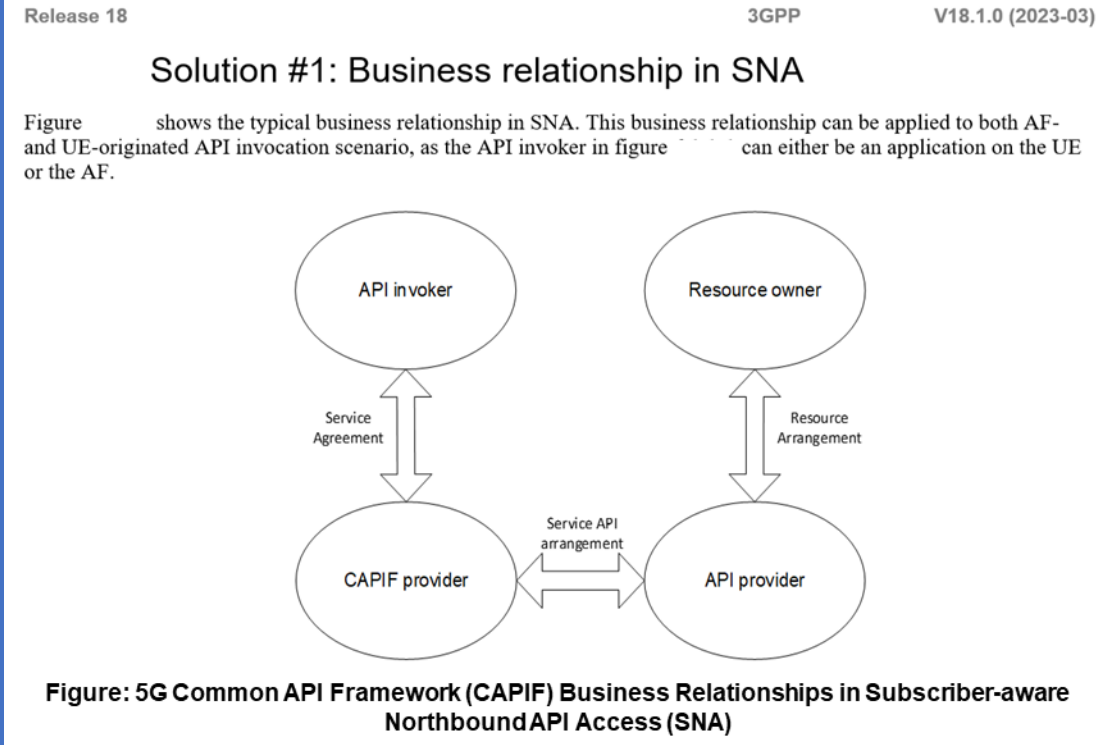 Release 18 3GPP V18.1.0 (2023-03)
Solution #1: Business relationship in SNA
Figure shows the typical business relationship in SNA. This business relationship can be applied to both AF-
and UE-originated API invocation scenario, as the API invoker in figure can either be an application on the UE
or the AF.
API invoker
Resource owner
Service
Agreement
Resource
Arrangement
Service API
arrangement
CAPIF provider
API provider
Figure: 5G Common API Framework (CAPIF) Business Relationships in Subscriber-aware
Northbound API Access (SNA)